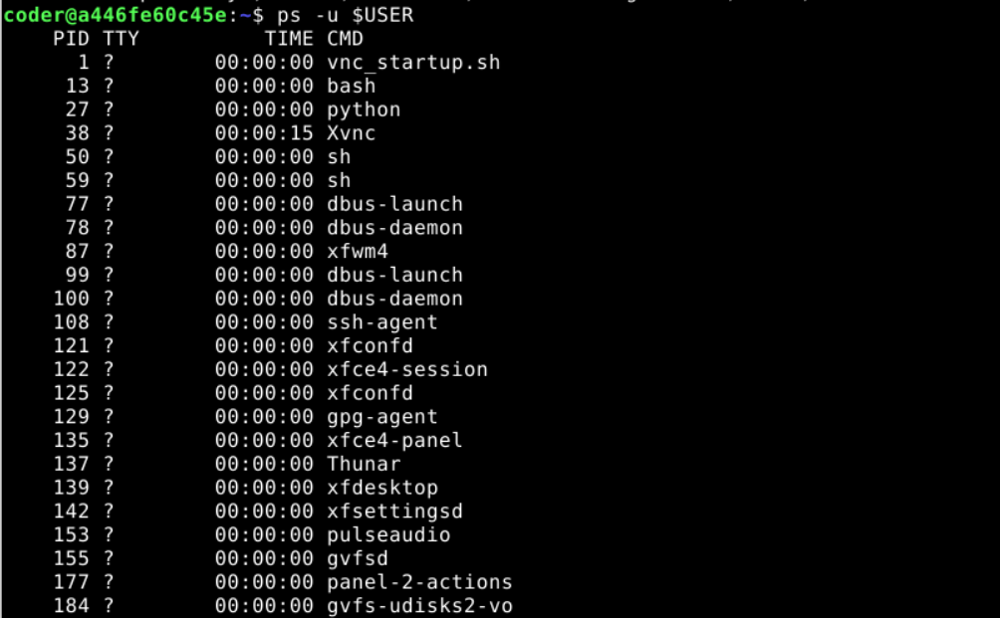 coder@a446fe60c45e:~$ ps -u $USER
    PID TTY          TIME CMD
      1 ?        00:00:00 vnc_startup.sh
     13 ?        00:00:00 bash
     27 ?        00:00:00 python
     38 ?        00:00:15 Xvnc
     50 ?        00:00:00 sh
     59 ?        00:00:00 sh
     77 ?        00:00:00 dbus-launch
     78 ?        00:00:00 dbus-daemon
     87 ?        00:00:00 xfwm4
     99 ?        00:00:00 dbus-launch
    100 ?        00:00:00 dbus-daemon
    108 ?        00:00:00 ssh-agent
    121 ?        00:00:00 xfconfd
    122 ?        00:00:00 xfce4-session
    125 ?        00:00:00 xfconfd
    129 ?        00:00:00 gpg-agent
    135 ?        00:00:00 xfce4-panel
    137 ?        00:00:00 Thunar
    139 ?        00:00:00 xfdesktop
    142 ?        00:00:00 xfsettingsd
    153 ?        00:00:00 pulseaudio
    155 ?        00:00:00 gvfsd
    177 ?        00:00:00 panel-2-actions
    184 ?        00:00:00 gvfs-udisks2-vo